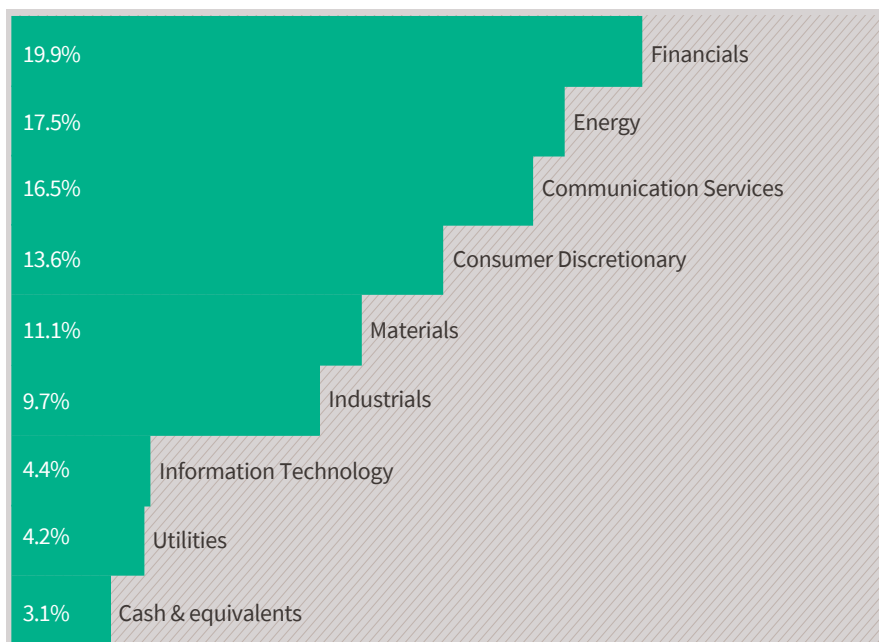 19.9% Financials
17.5% Energy
16.5% Communication Services
13.6% Consumer Discretionary
11.1% Materials
9.7% Industrials
4.4% Information Technology
4.2% Utilities
3.1% Cash & equivalents